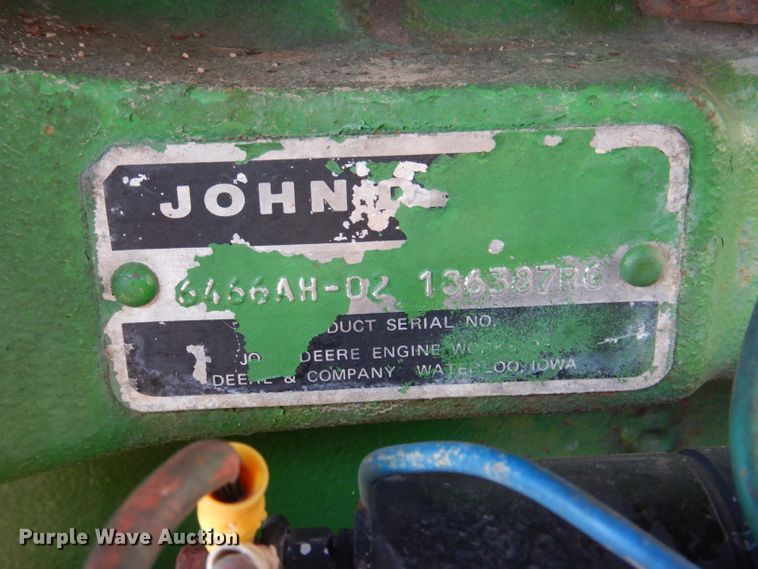 JOHN
6466AH-02 136387RG
DUCT SERIAL NO.
DEERE ENGINE
DEERE & COMPANY WATERLOO, IOWA
Purple Wave Auction